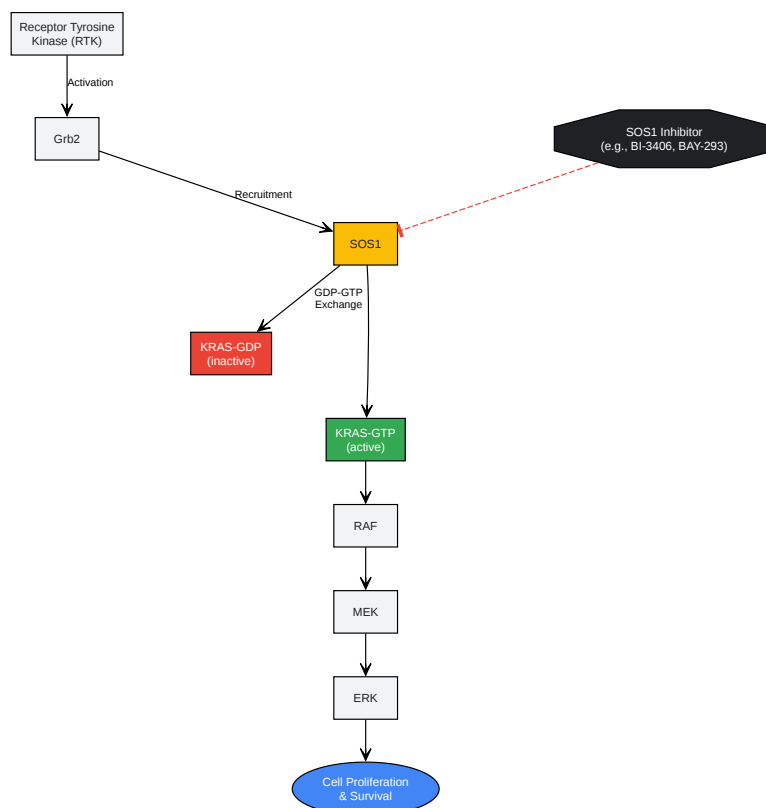 Receptor Tyrosine
Kinase (RTK)
Activation
Grb2
SOS1 Inhibitor
(e.g., BI-3406, BAY-293)
Recruitment
SOS1
GDP-GTP
Exchange
KRAS-GDP
(inactive)
KRAS-GTP
(active)
RAF
MEK
ERK
Cell Proliferation
& Survival